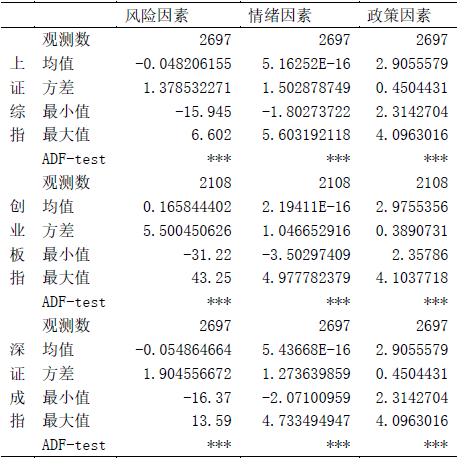 风险因素 情绪因素 政策因素
观测数 2697 2697 2697
上 均值 -0.048206155 5.16252E-16 2.9055579
证 方差 1.378532271 1.502878749 0.4504431
综 最小值 -15.945 -1.80273722 2.3142704
指 最大值 6.602 5.603192118 4.0963016
ADF-test *** *** ***
观测数 2108 2108 2108
创 均值 0.165844402 2.19411E-16 2.9755356
业 方差 5.500450626 1.046652916 0.3890731
板 最小值 -31.22 -3.50297409 2.35786
指 最大值 43.25 4.977782379 4.1037718
ADF-test *** *** ***
观测数 2697 2697 2697
深 均值 -0.054864664 5.43668E-16 2.9055579
证 方差 1.904556672 1.273639859 0.4504431
成 最小值 -16.37 -2.07100959 2.3142704
指 最大值 13.59 4.733494947 4.0963016
ADF-test *** *** ***